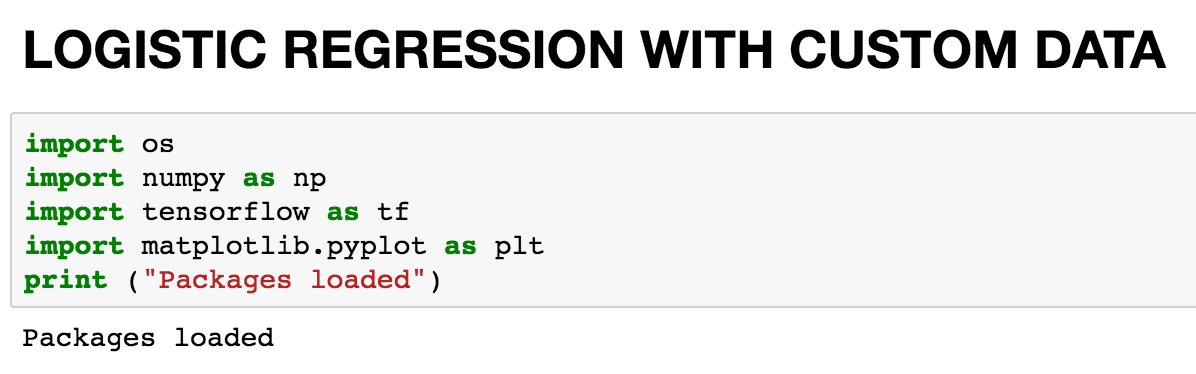 LOGISTIC REGRESSION WITH CUSTOM DATA
import os
import numpy as np
import tensorflow as tf
import matplotlib.pyplot as plt
print ("Packages loaded")
Packages loaded